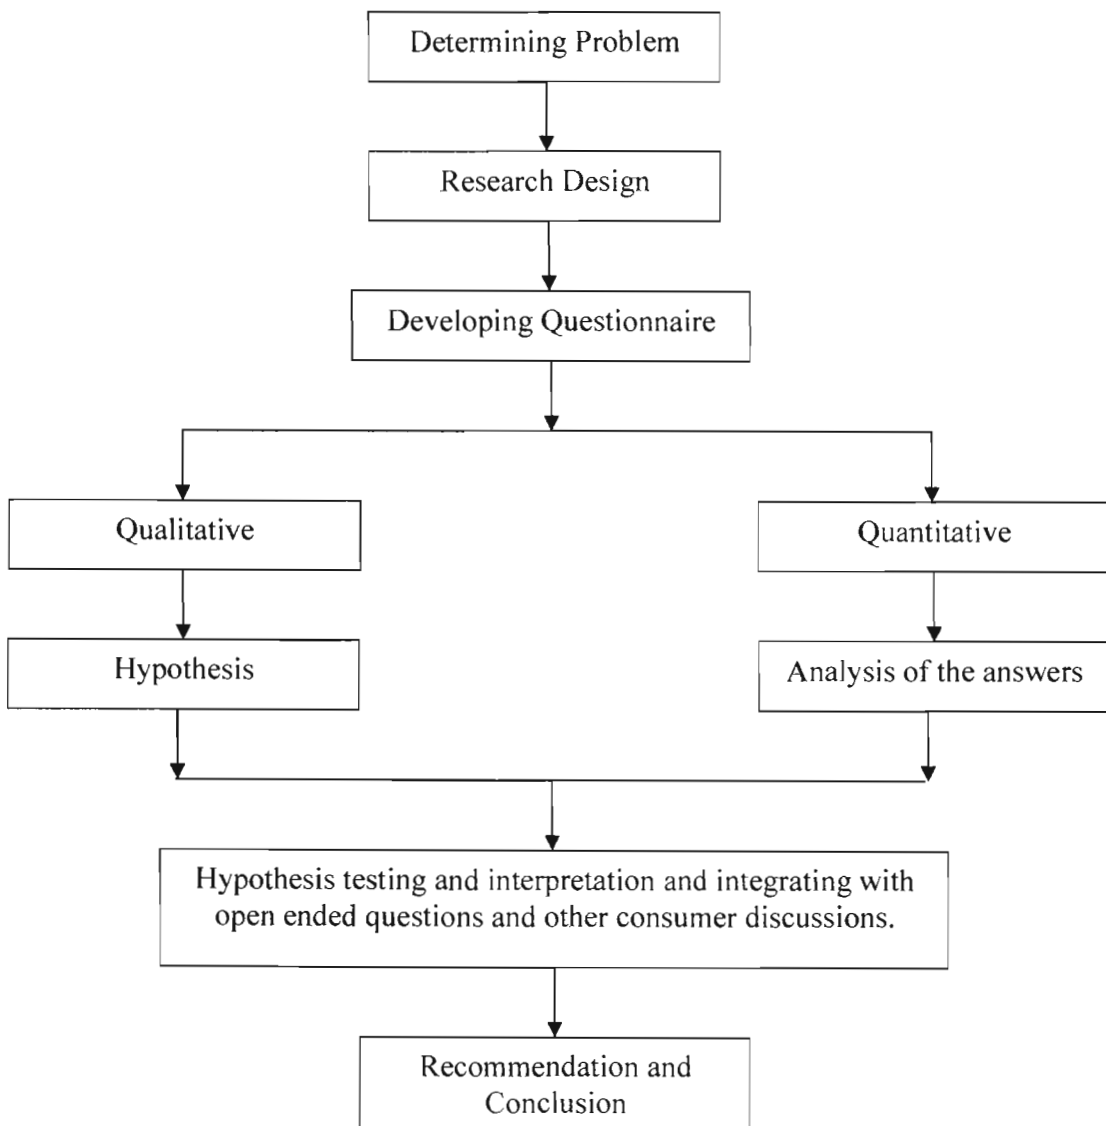 Determining Problem
Research Design
Developing Questionnaire
Qualitative
Quantitative
Hypothesis
Analysis of the answers
Hypothesis testing and interpretation and integrating with
open ended questions and other consumer discussions.
Recommendation and
Conclusion